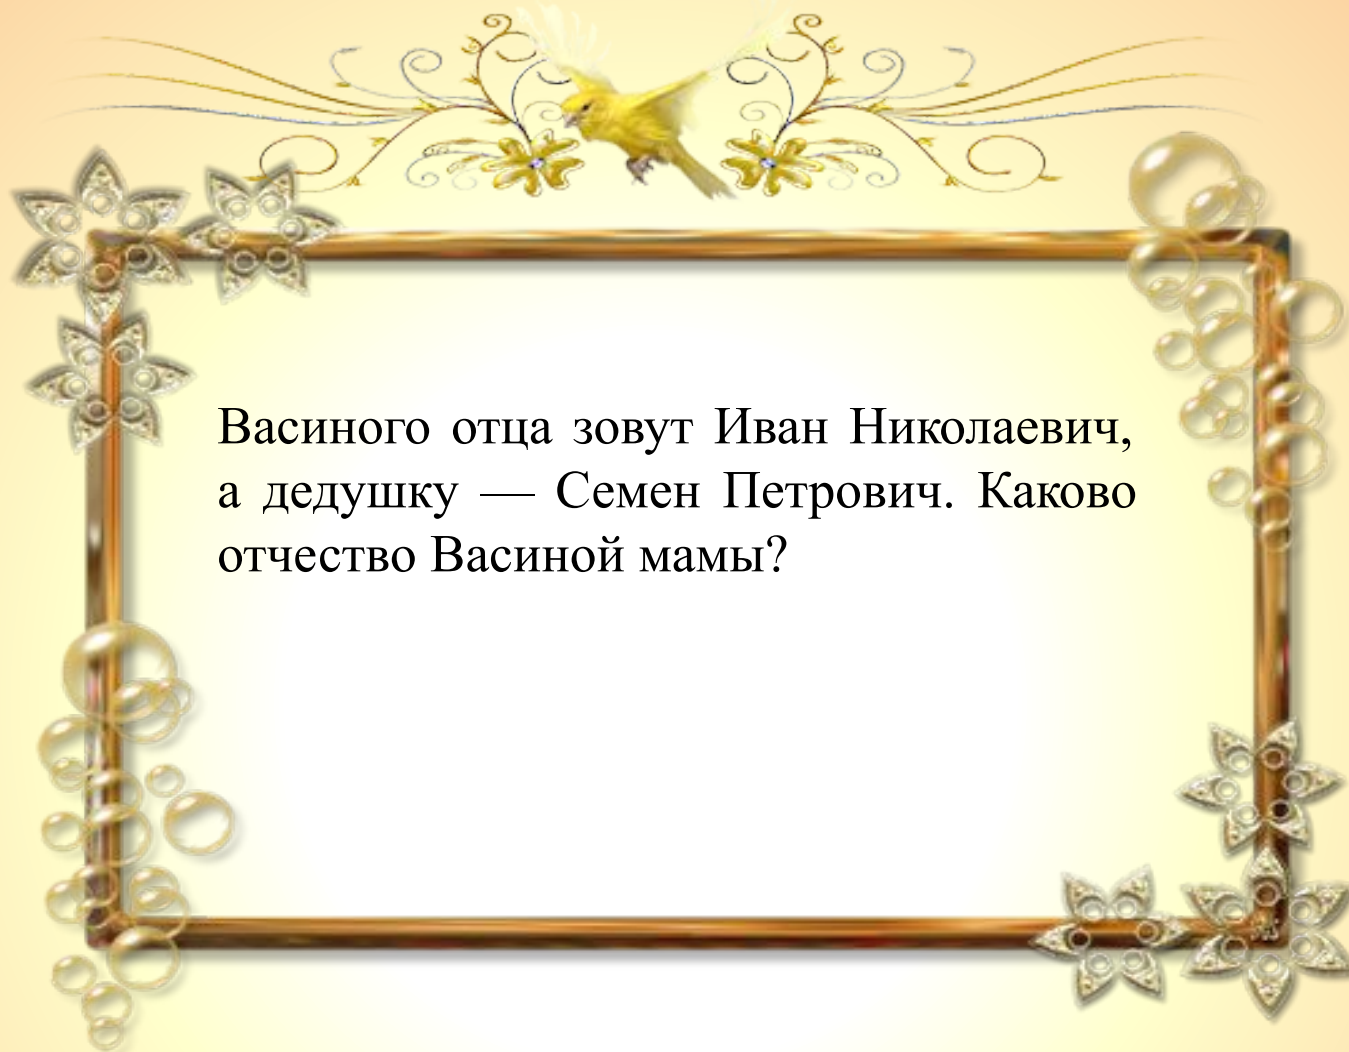 Васиного отца зовут Иван Николаевич,
а дедушку — Семен Петрович. Каково
отчество Васиной мамы?